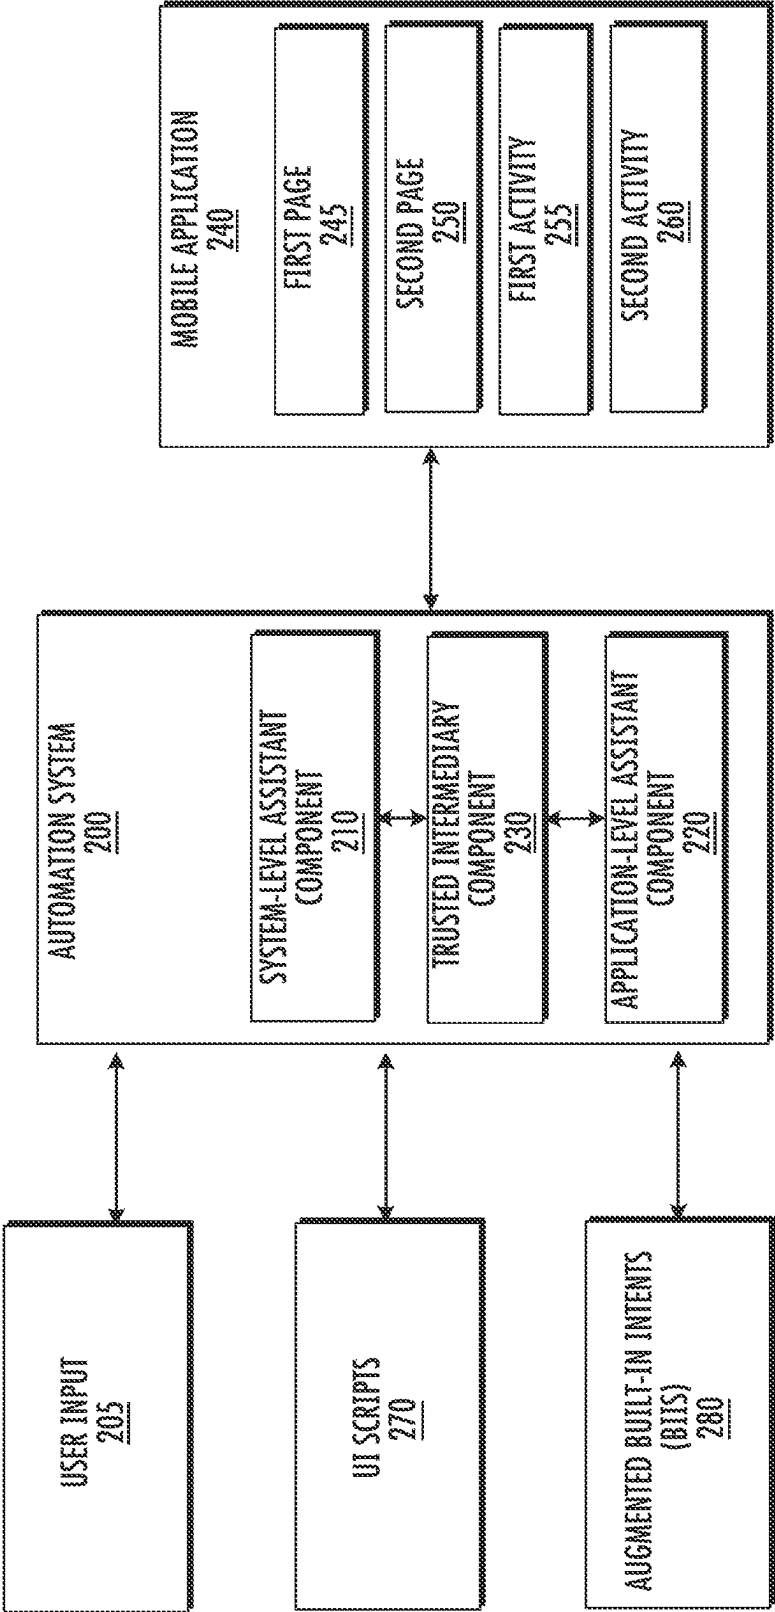 USER INPUT
205
UI SCRIPTS
270
AUGMENTED BUILT-IN INTENTS
(BIIS)
280
AUTOMATION SYSTEM
200
SYSTEM-LEVEL ASSISTANT
COMPONENT
210
TRUSTED INTERMEDIARY
COMPONENT
230
APPLICATION-LEVEL ASSISTANT
COMPONENT
220
MOBILE APPLICATION
240
FIRST PAGE
245
SECOND PAGE
250
FIRST ACTIVITY
255
SECOND ACTIVITY
260